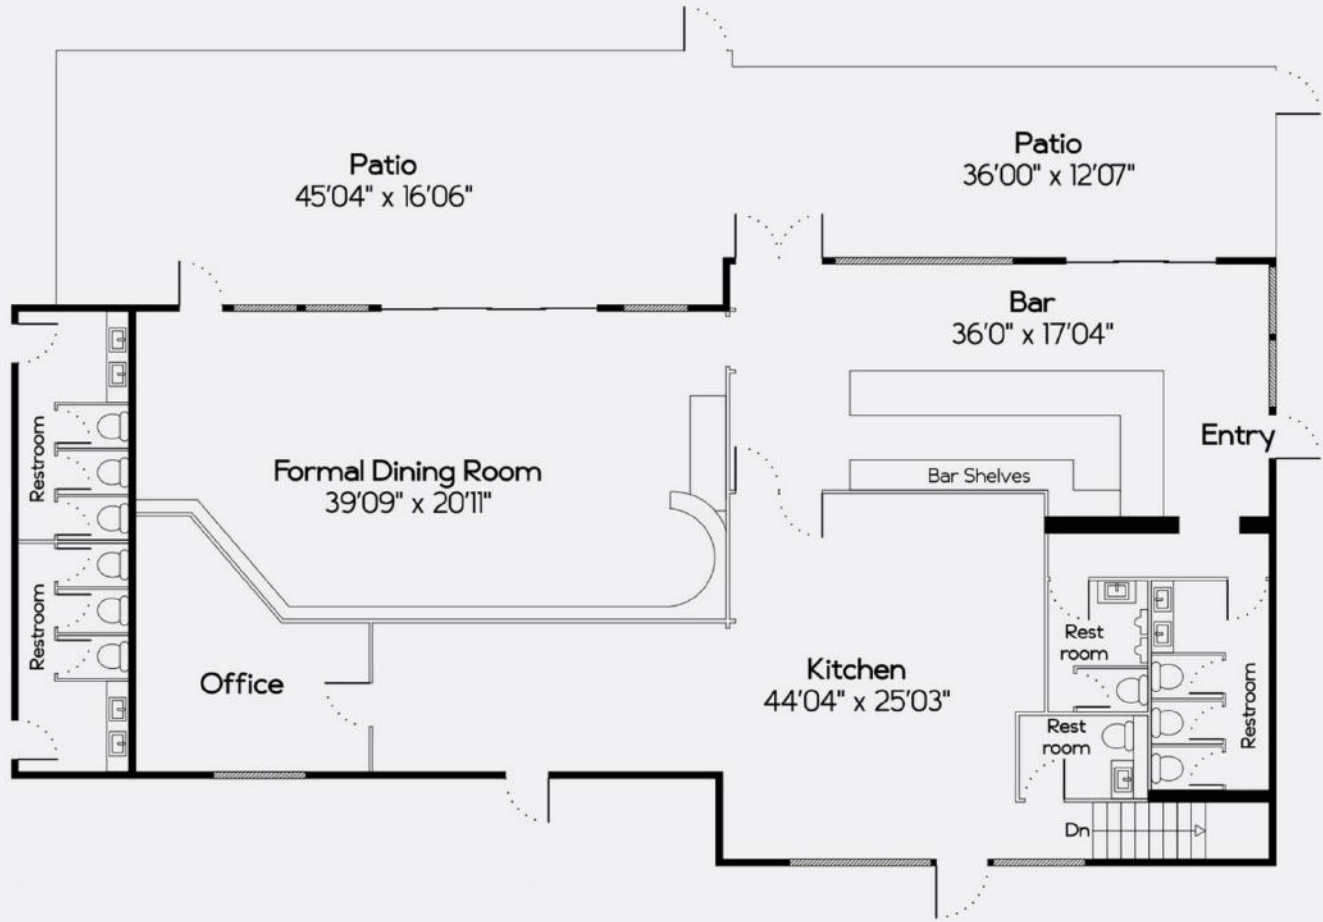 Patio
45'04" x 16'06"
Patio
36'00" x 12'07"
Bar
36'0" x 17'04"
Entry
Bar Shelves
Formal Dining Room
39'09" x 20'11"
Restroom
Restroom
Office
Kitchen
44'04" x 25'03"
Rest
room
Rest
room
Restroom
Dn